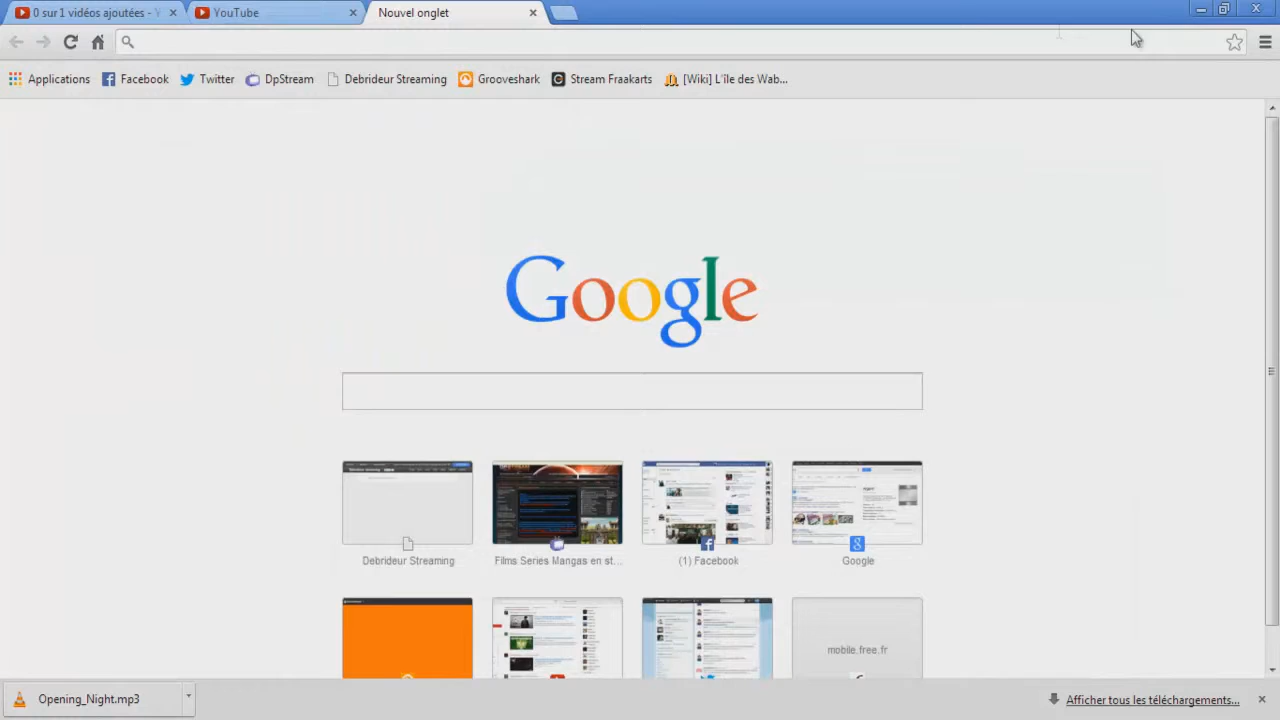 0 sur 1 vidéos ajoutées - Y
YouTube
Nouvel onglet
Applications
Facebook
Twitter
DpStream
Debrideur Streaming
Grooveshark
Stream Fraakarts
[Wiki] L'île des Wab...
Google
Debrideur Streaming
Films Series Mangas en st...
(1) Facebook
Google
mobile.free.fr
Opening_Night.mp3
Afficher tous les téléchargements...